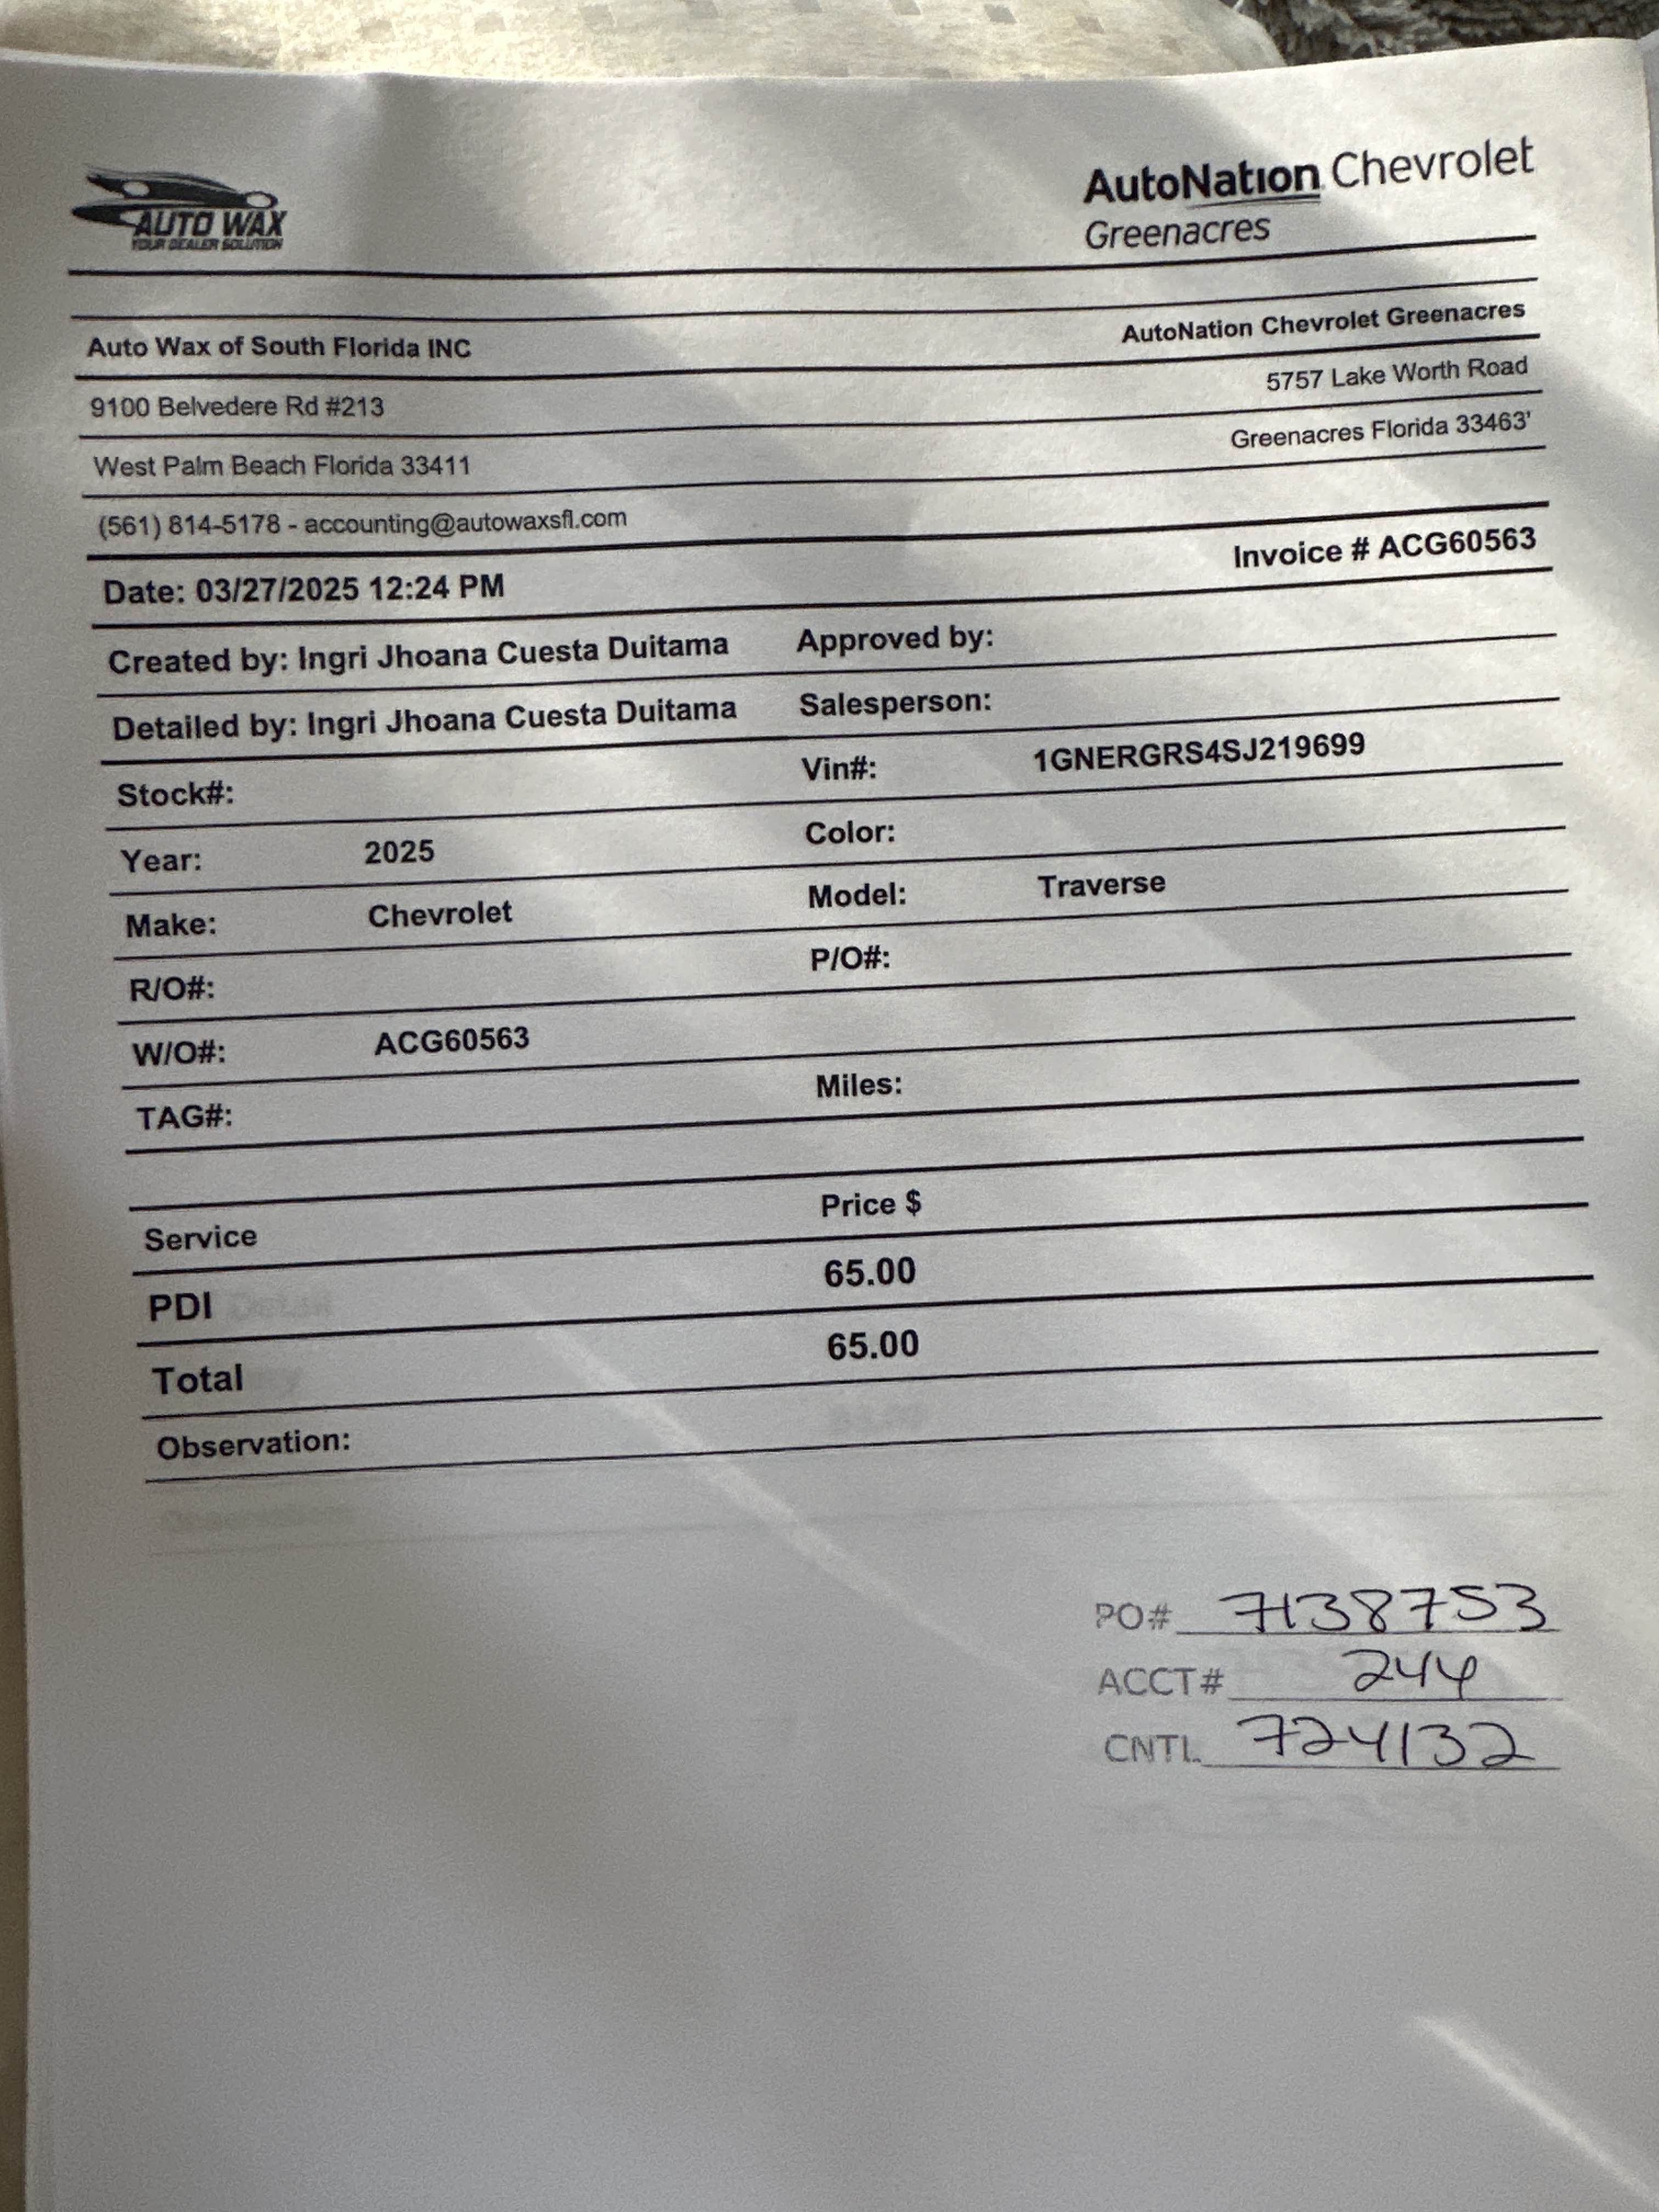 AUTO WAX
YOUR DEALER SOLUTION
AutoNation Chevrolet
Greenacres
Auto Wax of South Florida INC
AutoNation Chevrolet Greenacres
9100 Belvedere Rd #213
5757 Lake Worth Road
West Palm Beach Florida 33411
Greenacres Florida 33463'
(561) 814-5178 - accounting@autowaxsfl.com
Date: 03/27/2025 12:24 PM
Invoice # ACG60563
Created by: Ingri Jhoana Cuesta Duitama Approved by:
Detailed by: Ingri Jhoana Cuesta Duitama Salesperson:
Stock#: Vin#: 1GNERGRS4SJ219699
Year: 2025 Color:
Make: Chevrolet Model: Traverse
R/O#: P/O#:
W/O#: ACG60563
TAG#: Miles:
Service Price $
PDI 65.00
Total 65.00
Observation:
PO# 7138753
ACCT# 244
CNTL 724132